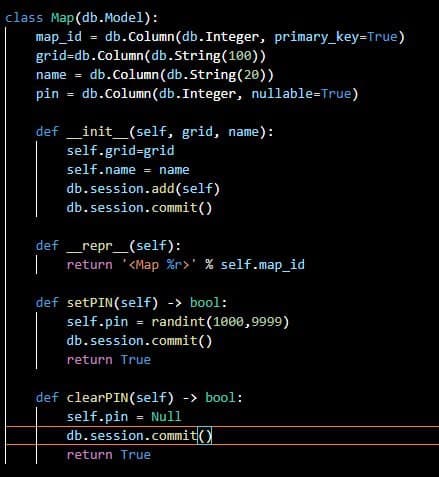 class Map(db.Model):
    map_id = db.Column(db.Integer, primary_key=True)
    grid=db.Column(db.String(100))
    name = db.Column(db.String(20))
    pin = db.Column(db.Integer, nullable=True)

    def __init__(self, grid, name):
        self.grid=grid
        self.name = name
        db.session.add(self)
        db.session.commit()

    def __repr__(self):
        return '<Map %r>' % self.map_id

    def setPIN(self) -> bool:
        self.pin = randint(1000,9999)
        db.session.commit()
        return True

    def clearPIN(self) -> bool:
        self.pin = Null
        db.session.commit()
        return True